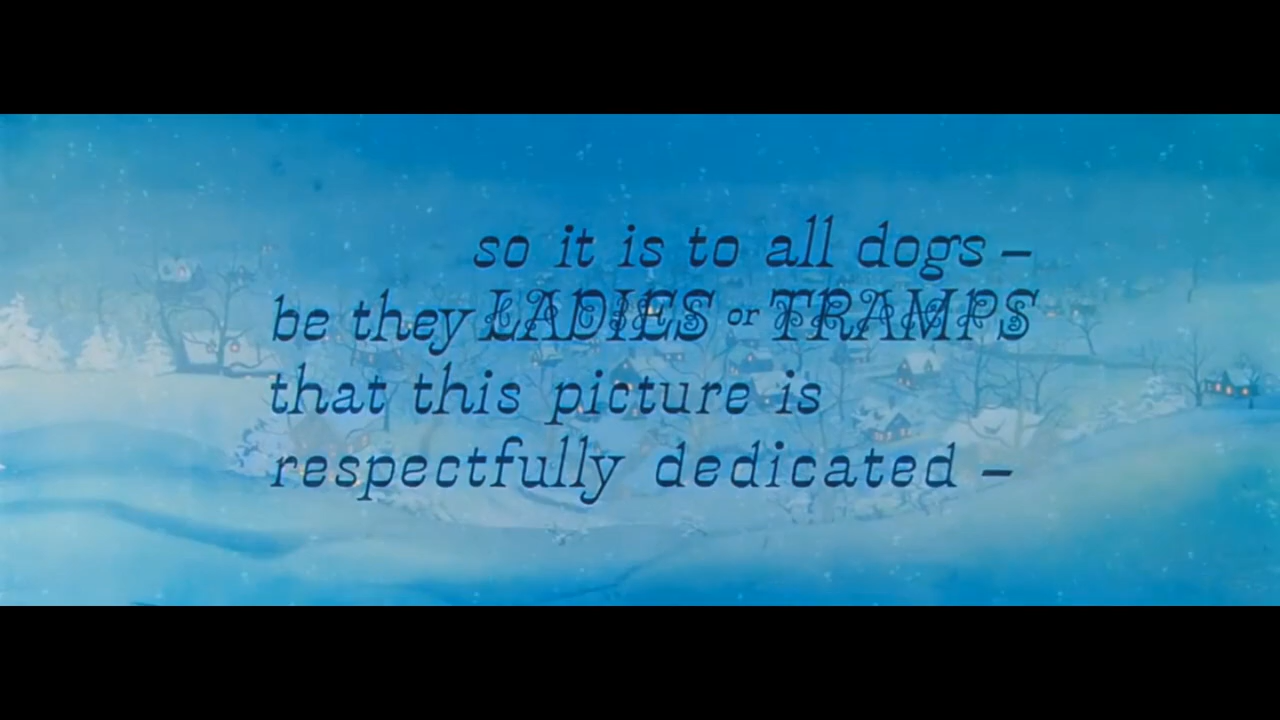 so it is to all dogs —
be they LADIES or TRAMPS
that this picture is
respectfully dedicated —